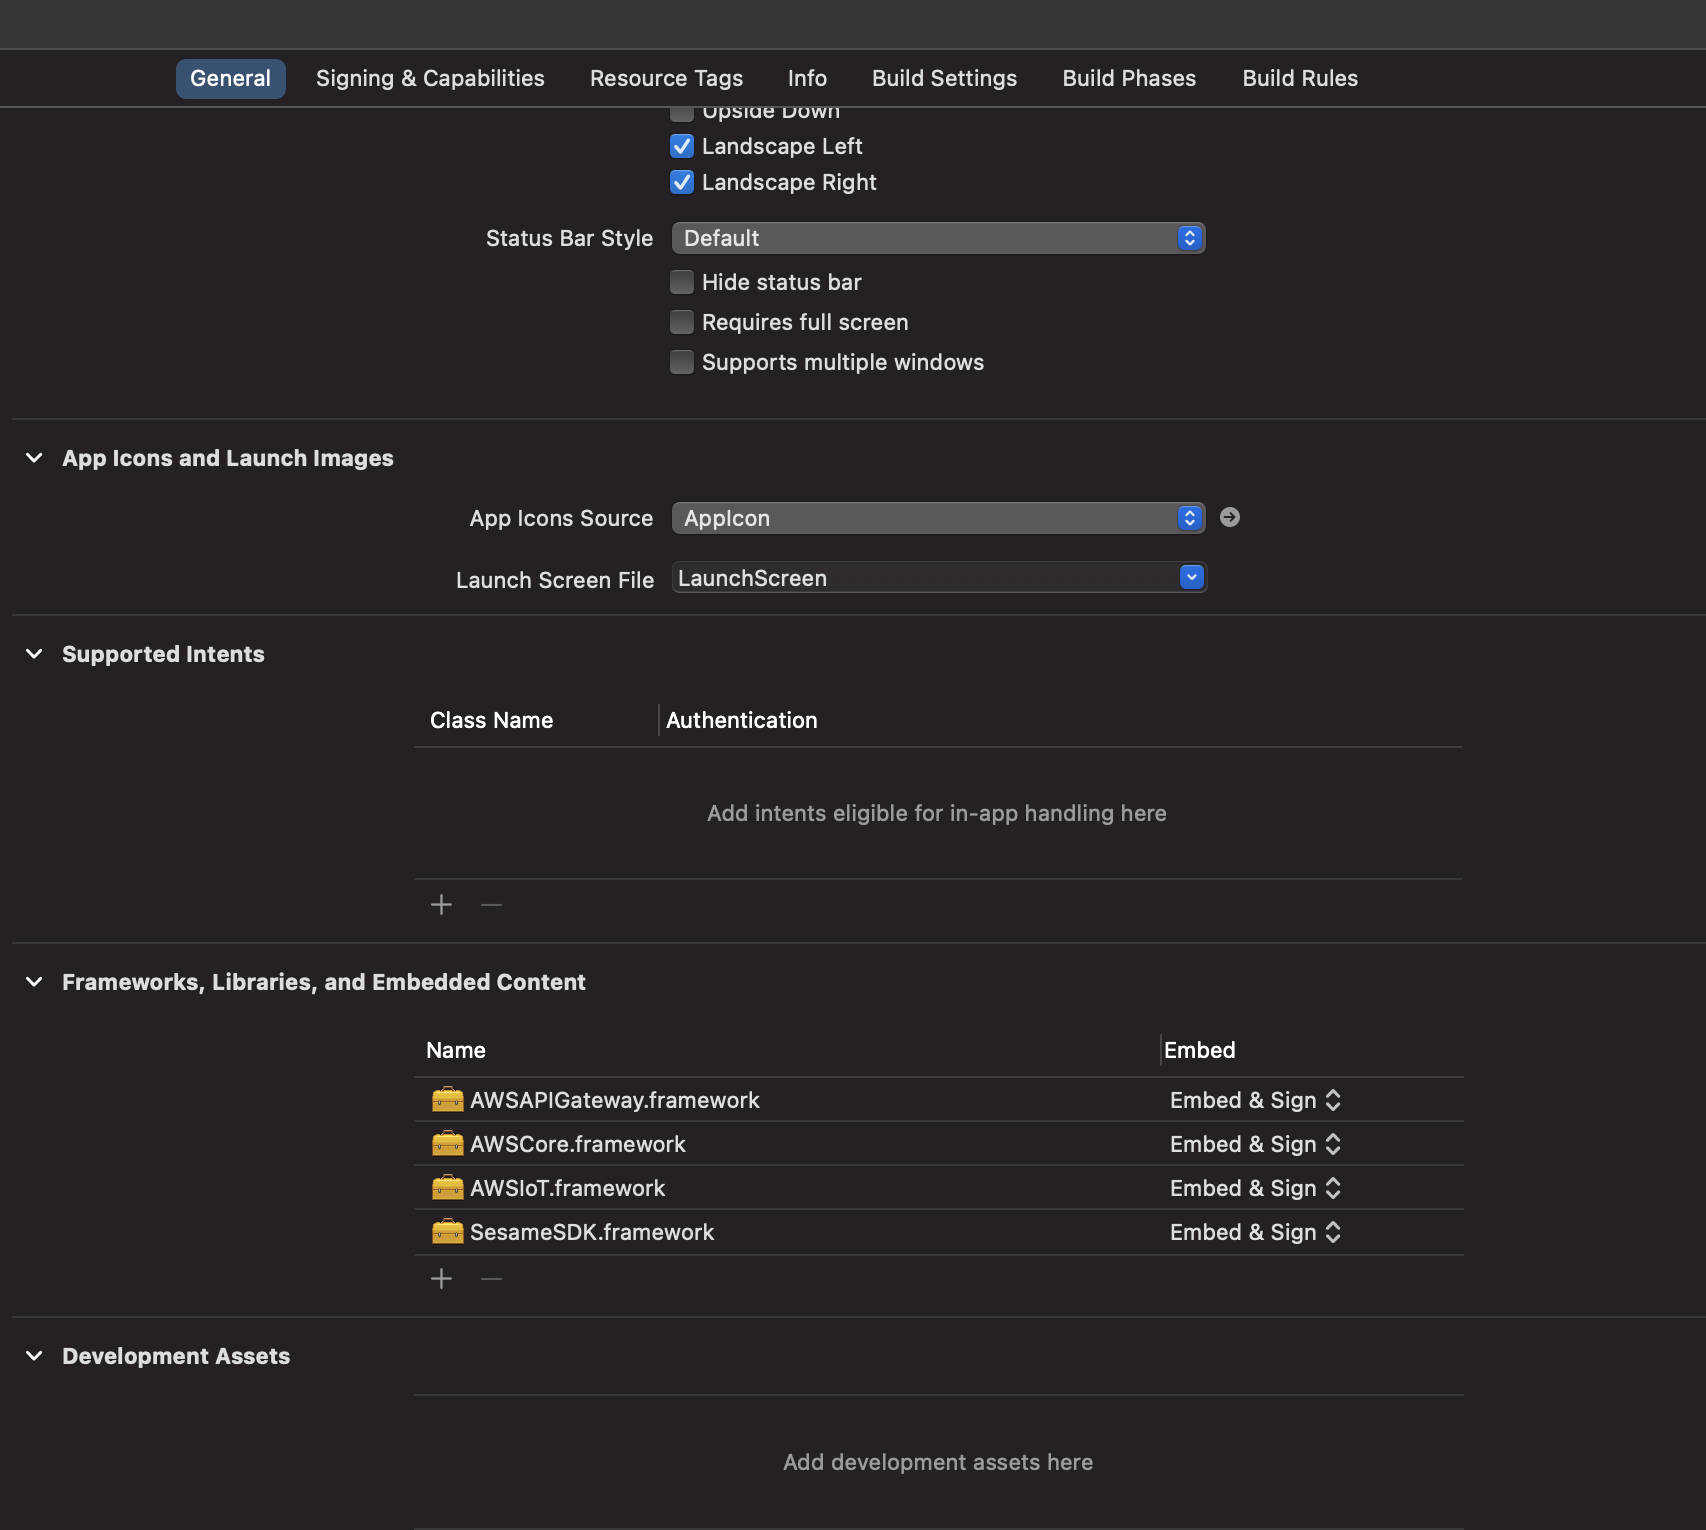 General Signing & Capabilities Resource Tags Info Build Settings Build Phases Build Rules
Upside Down
Landscape Left
Landscape Right
Status Bar Style Default
Hide status bar
Requires full screen
Supports multiple windows
App Icons and Launch Images
App Icons Source AppIcon
Launch Screen File LaunchScreen
Supported Intents
Class Name Authentication
Add intents eligible for in-app handling here
Frameworks, Libraries, and Embedded Content
Name Embed
AWSAPIGateway.framework Embed & Sign
AWSCore.framework Embed & Sign
AWSIoT.framework Embed & Sign
SesameSDK.framework Embed & Sign
Development Assets
Add development assets here